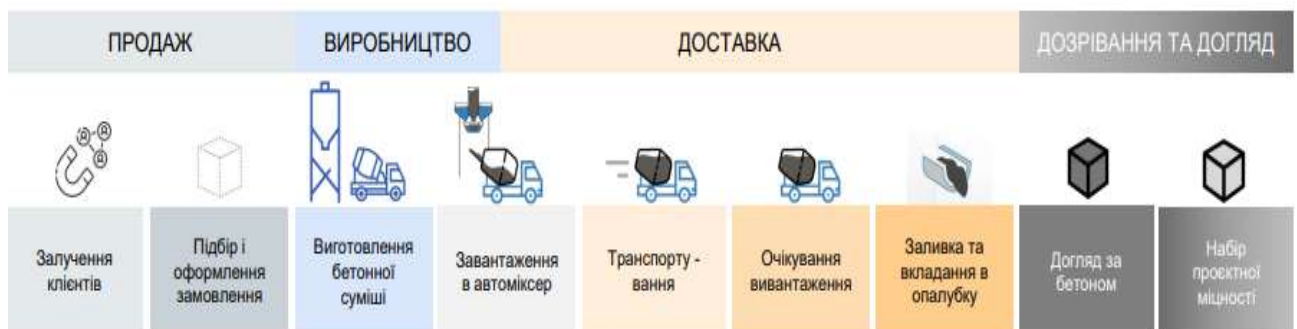 ПРОДАЖ
ВИРОБНИЦТВО
ДОСТАВКА
ДОЗРІВАННЯ ТА ДОГЛЯД
Залучення
клієнтів
Підбір і
оформлення
замовлення
Виготовлення
бетонної
суміші
Завантаження
в автоміксер
Транспорту -
вання
Очікування
вивантаження
Заливка та
вкладання в
опалубку
Догляд за
бетоном
Набір
проєктної
міцності